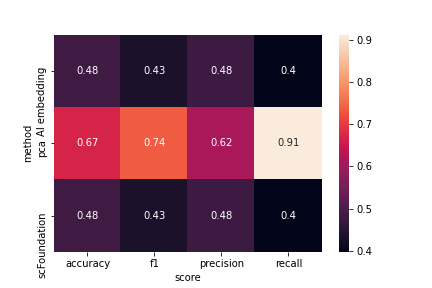 0.48 0.43 0.48 0.4
0.67 0.74 0.62 0.91
0.48 0.43 0.48 0.4
AI embedding
pca
scFoundation
method
accuracy f1 precision recall
score
0.9
0.8
0.7
0.6
0.5
0.4